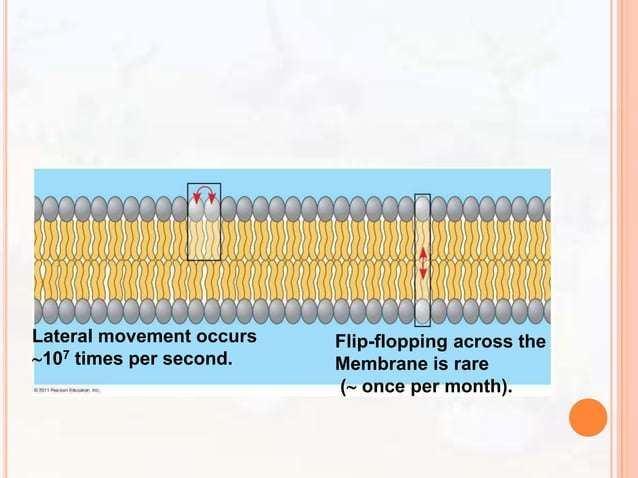 Lateral movement occurs
∼10⁷ times per second.
Flip-flopping across the
Membrane is rare
(∼ once per month).
© 2011 Pearson Education, Inc.